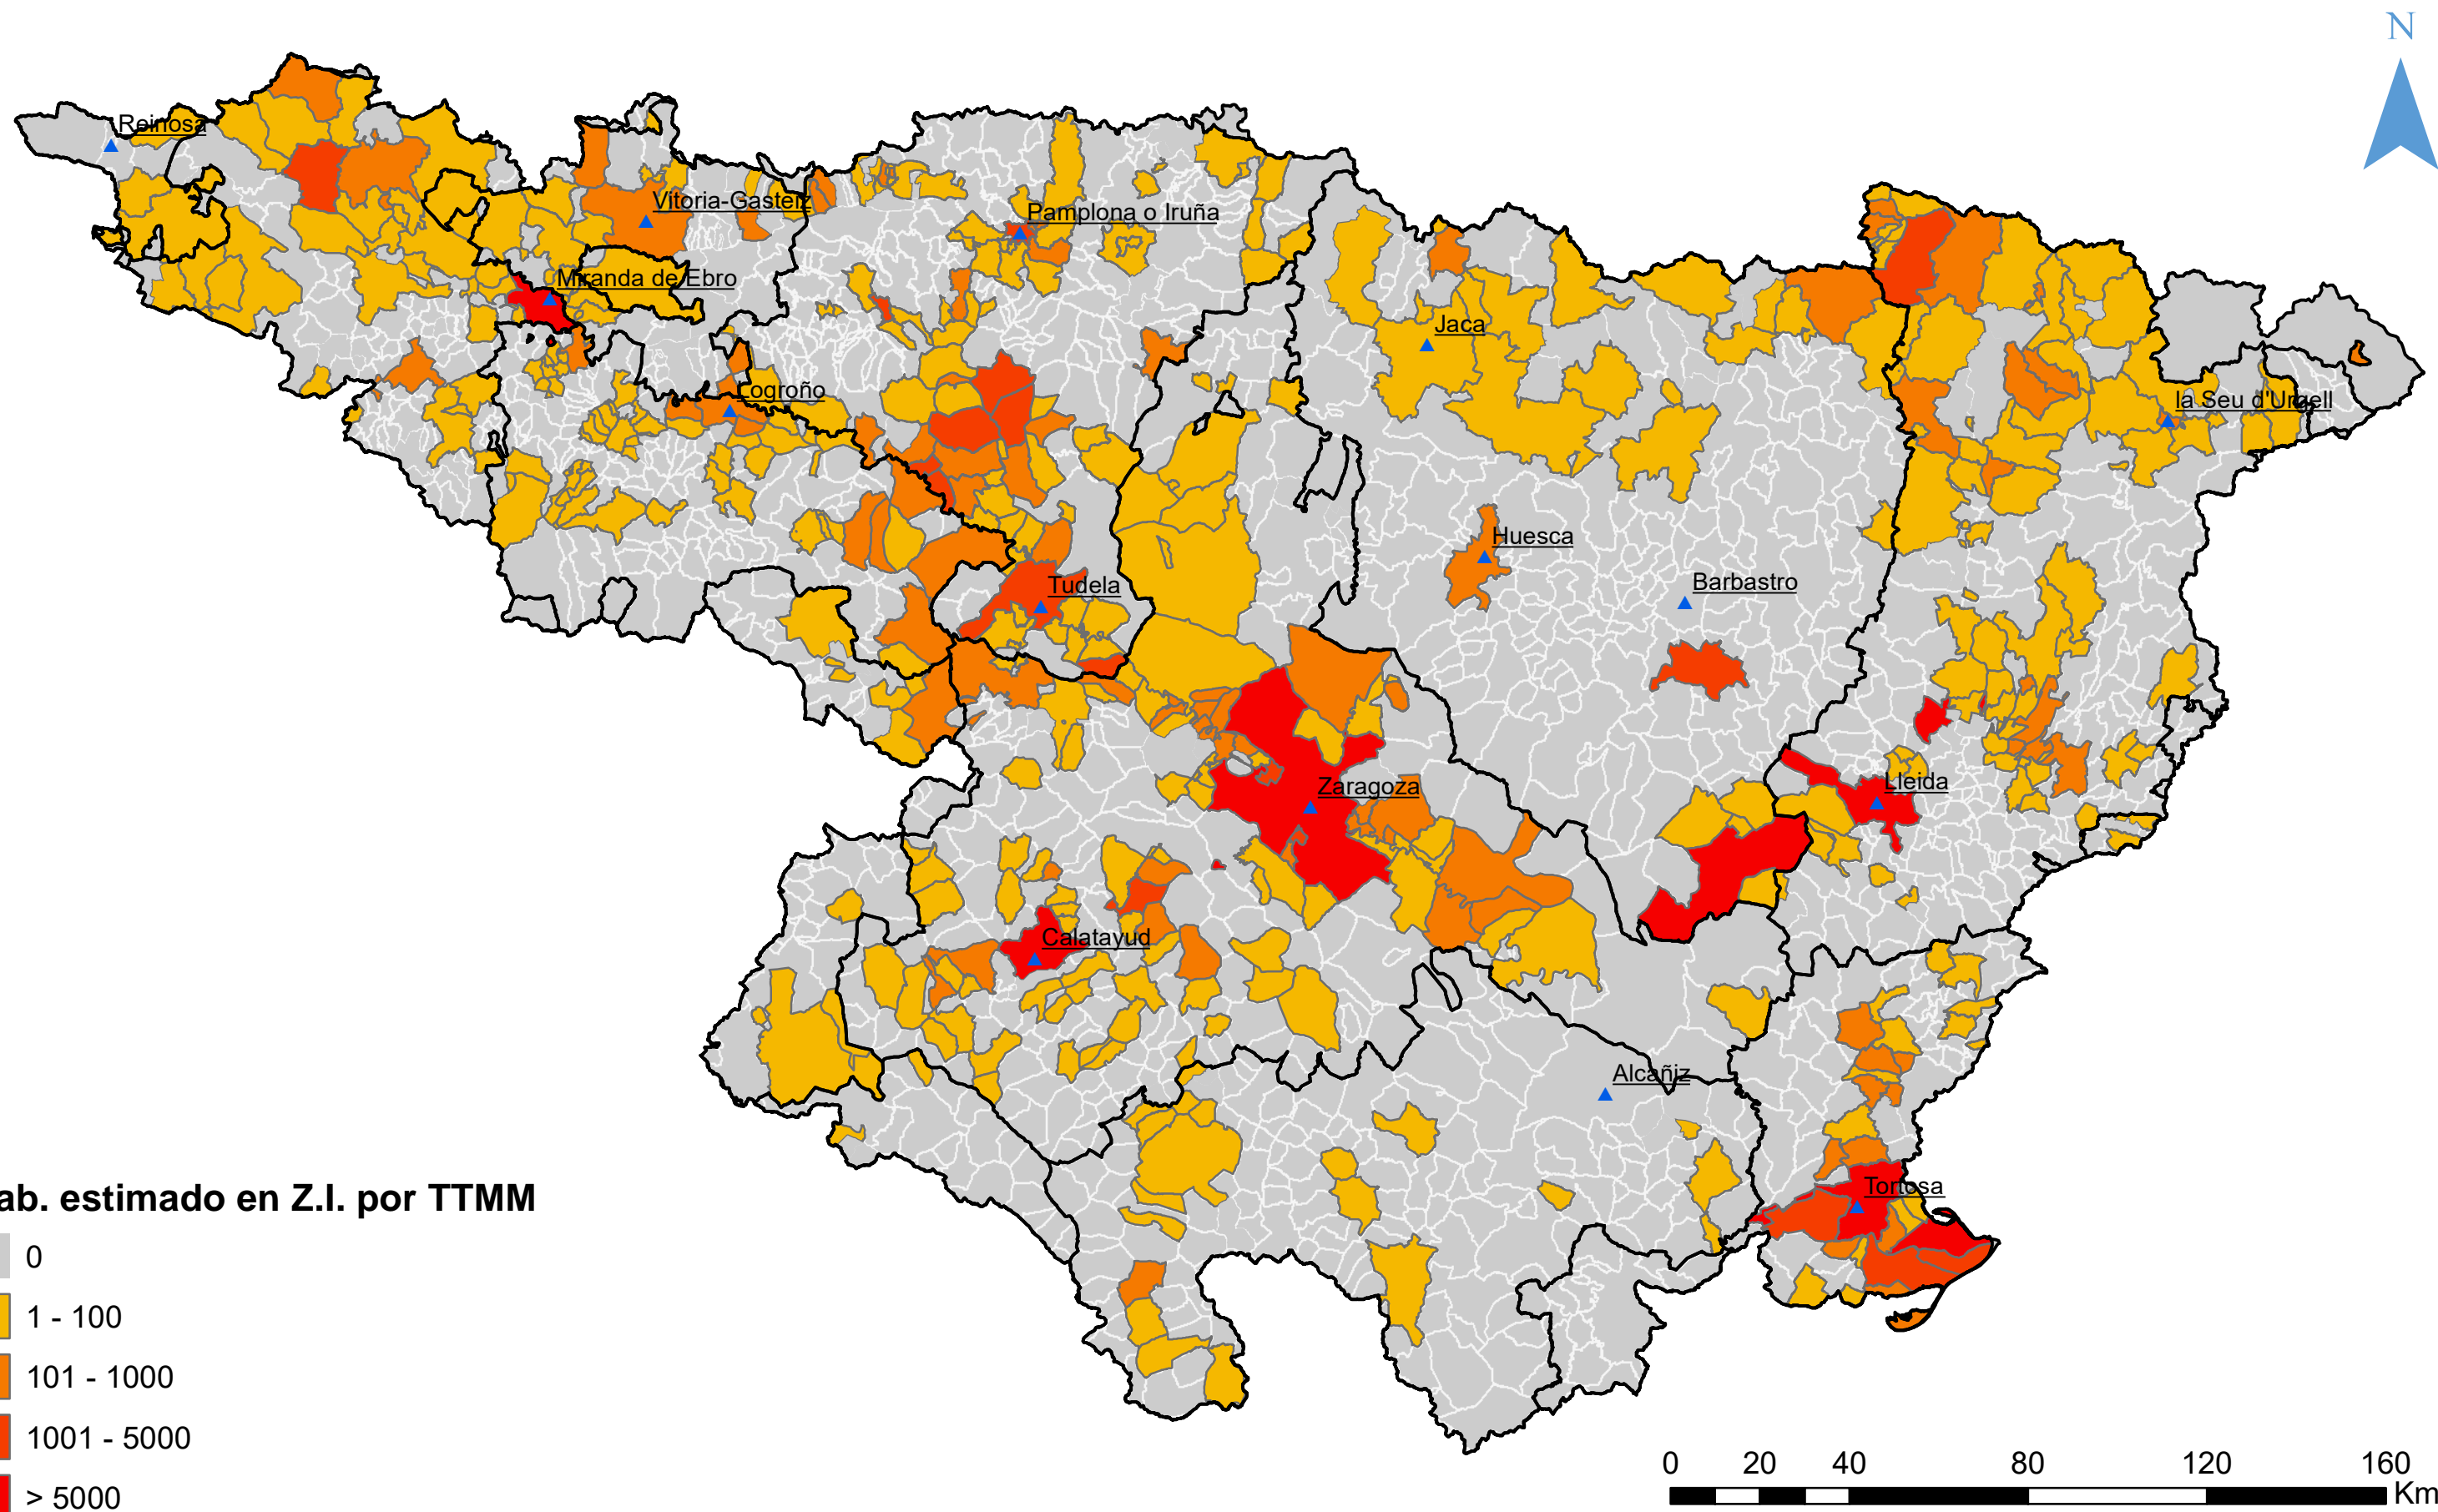 N
Reinosa
Vitoria-Gasteiz
Pamplona o Iruña
Miranda de Ebro
Jaca
Logroño
la Seu d'Urgell
Huesca
Barbastro
Tudela
Zaragoza
Lleida
Calatayud
Alcañiz
Tortosa
ab. estimado en Z.I. por TTMM
0
1 - 100
101 - 1000
1001 - 5000
> 5000
0 20 40 80 120 160
Km